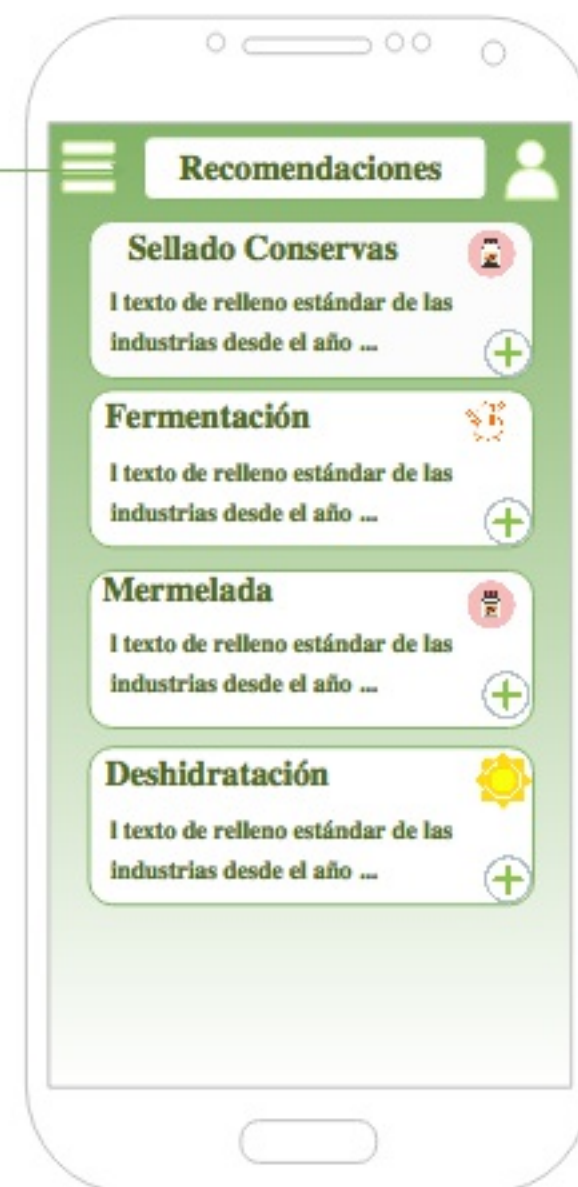 Recomendaciones
Sellado Conservas
l texto de relleno estándar de las
industrias desde el año ...
Fermentación
l texto de relleno estándar de las
industrias desde el año ...
Mermelada
l texto de relleno estándar de las
industrias desde el año ...
Deshidratación
l texto de relleno estándar de las
industrias desde el año ...